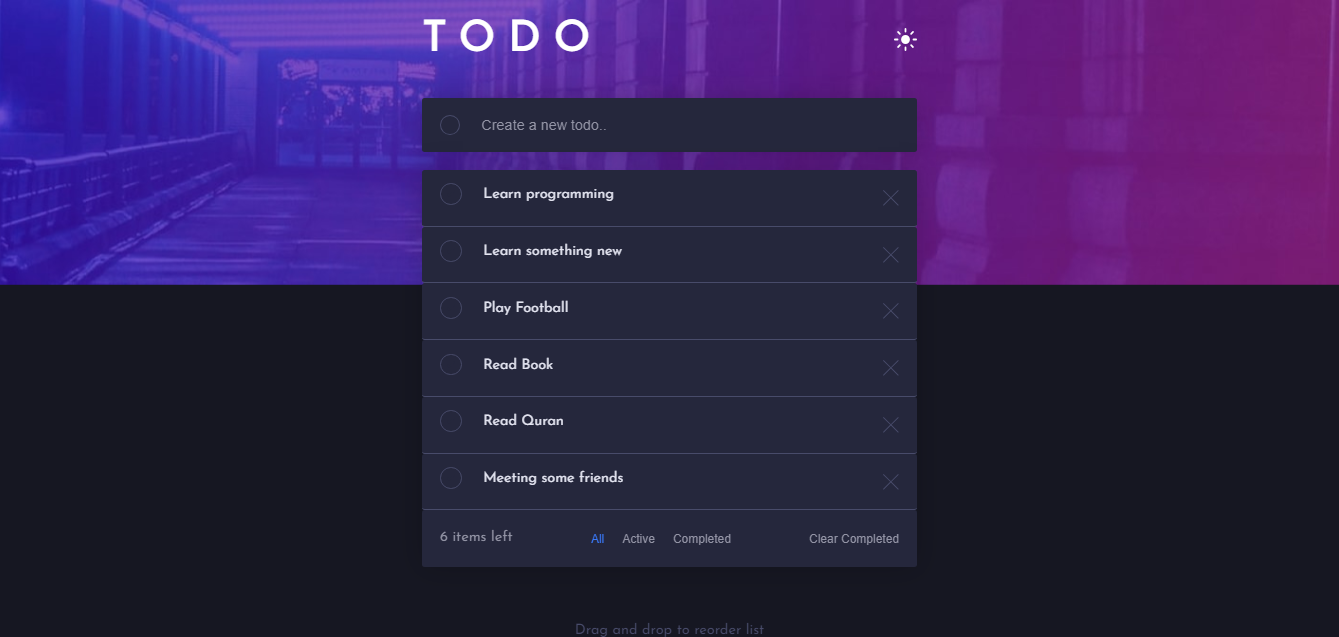 TODO
Create a new todo..
Learn programming
Learn something new
Play Football
Read Book
Read Quran
Meeting some friends
6 items left All Active Completed Clear Completed
Drag and drop to reorder list